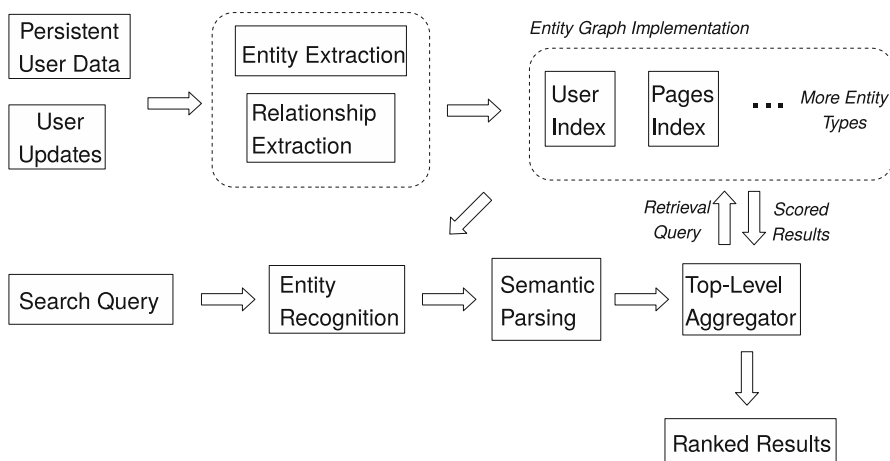 Persistent
User Data
User
Updates
Entity Extraction
Relationship
Extraction
Entity Graph Implementation
User
Index
Pages
Index
...
More Entity
Types
Retrieval
Query
Scored
Results
Search Query
Entity
Recognition
Semantic
Parsing
Top-Level
Aggregator
Ranked Results